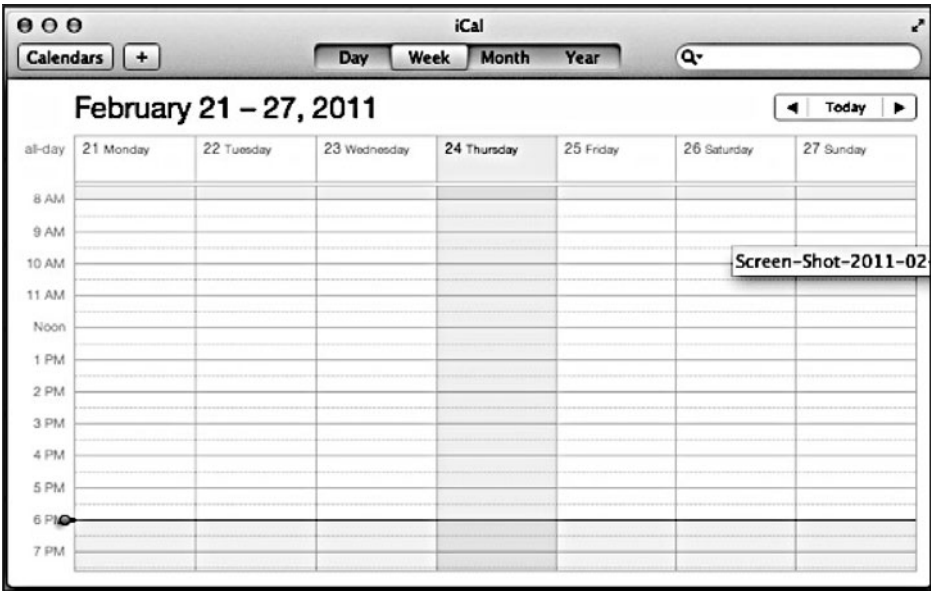 iCal
Calendars + Day Week Month Year
February 21 – 27, 2011 Today
all-day 21 Monday 22 Tuesday 23 Wednesday 24 Thursday 25 Friday 26 Saturday 27 Sunday
8 AM
9 AM
10 AM Screen-Shot-2011-02-
11 AM
Noon
1 PM
2 PM
3 PM
4 PM
5 PM
6 PM
7 PM